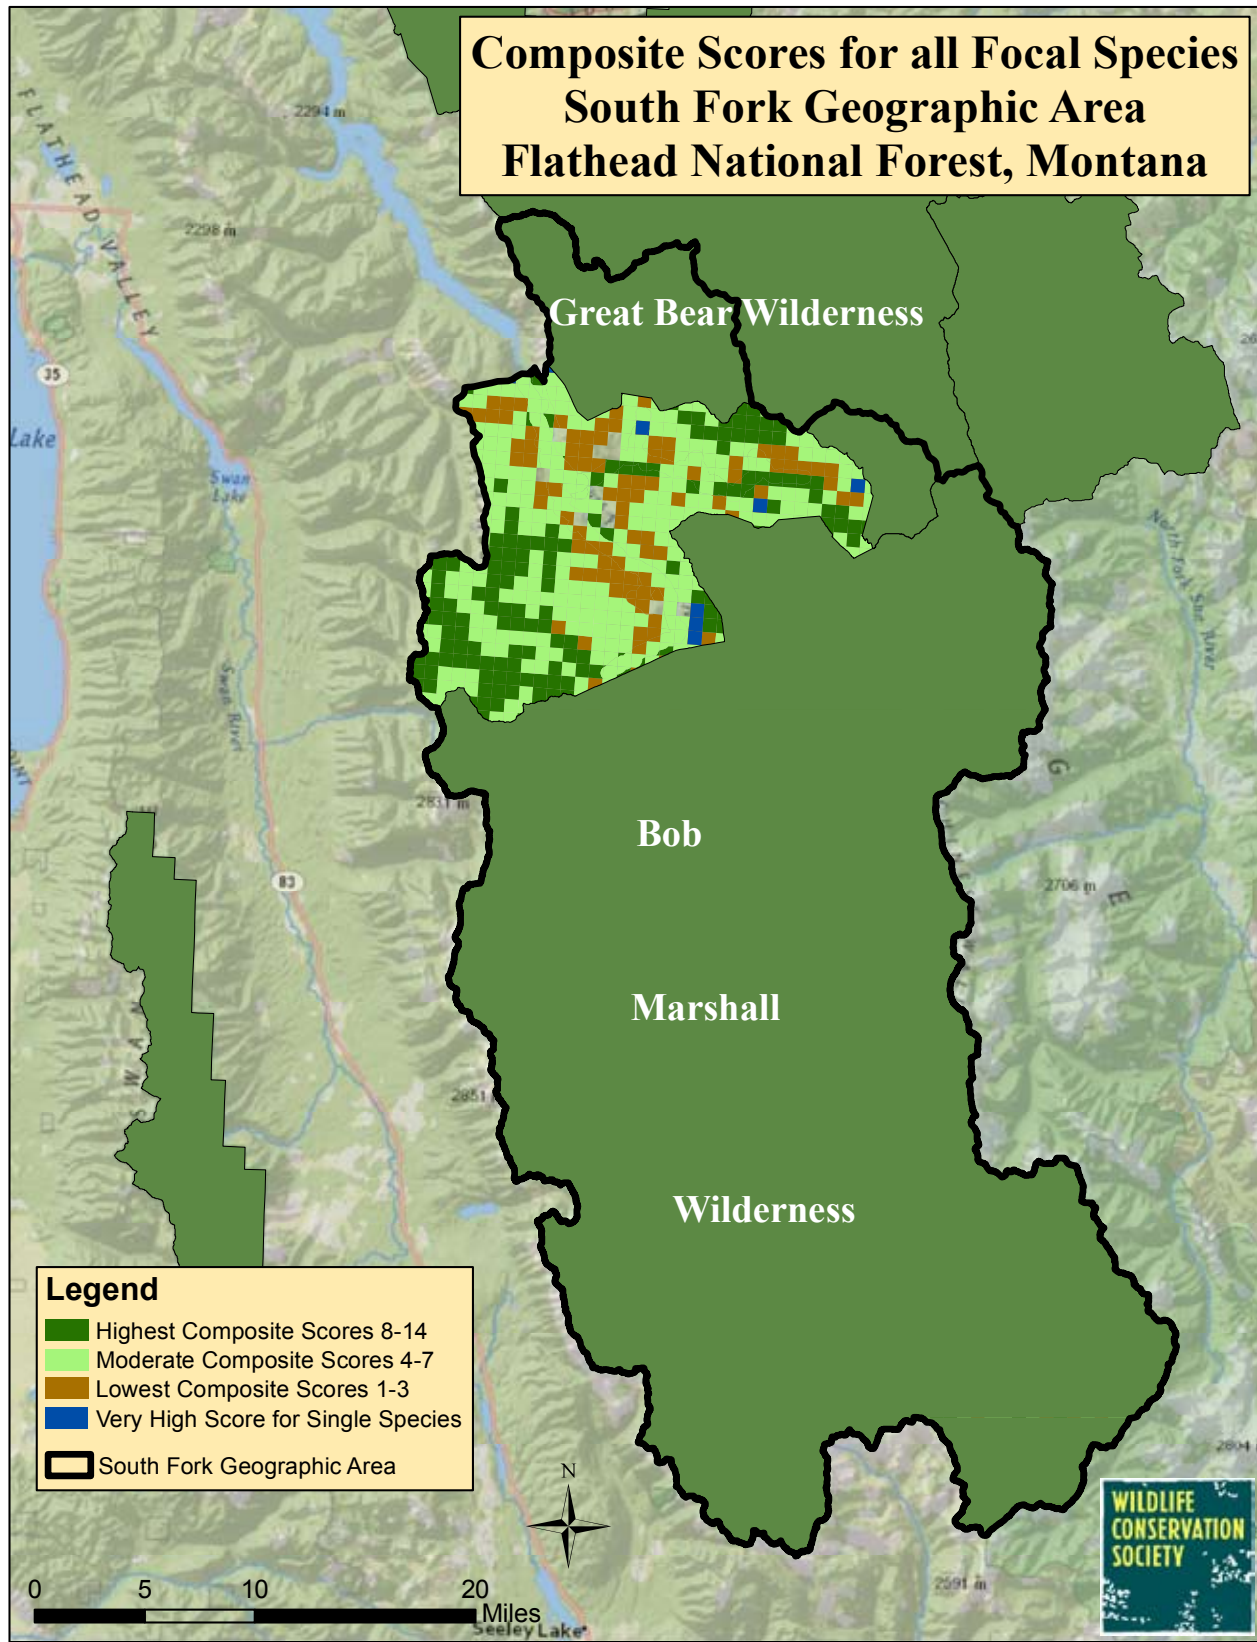 Composite Scores for all Focal Species
South Fork Geographic Area
Flathead National Forest, Montana
2294 m
FLATHEAD VALLEY
2298 m
Great Bear Wilderness
35
Lake
Swan
Lake
North Fork Sun River
Swan River
2831 m
Bob
G
83
2706 m
E
Marshall
SWAN
2851
Wilderness
Legend
Highest Composite Scores 8-14
Moderate Composite Scores 4-7
Lowest Composite Scores 1-3
Very High Score for Single Species
South Fork Geographic Area
2804
N
WILDLIFE
CONSERVATION
SOCIETY
2591 m
0 5 10 20
Miles
Seeley Lake